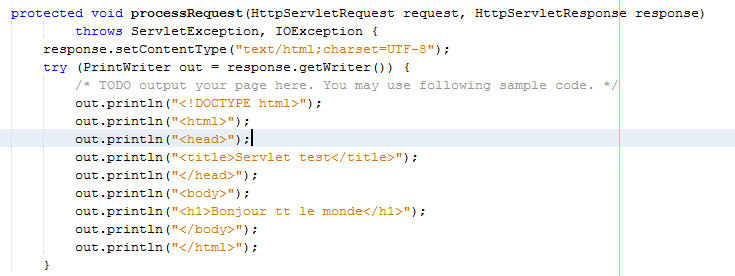 protected void processRequest(HttpServletRequest request, HttpServletResponse response)
throws ServletException, IOException {
response.setContentType("text/html;charset=UTF-8");
try (PrintWriter out = response.getWriter()) {
/* TODO output your page here. You may use following sample code. */
out.println("<!DOCTYPE html>");
out.println("<html>");
out.println("<head>");
out.println("<title>Servlet test</title>");
out.println("</head>");
out.println("<body>");
out.println("<h1>Bonjour tt le monde</h1>");
out.println("</body>");
out.println("</html>");
}